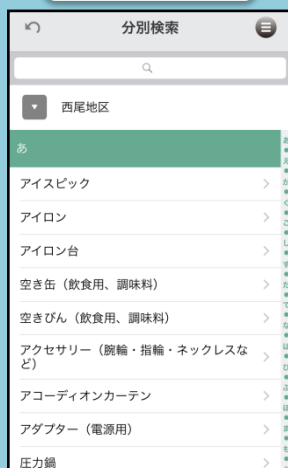 分別検索
西尾地区
あ
アイスピック
アイロン
アイロン台
空き缶（飲食用、調味料）
空きびん（飲食用、調味料）
アクセサリー（腕輪・指輪・ネックレスな
ど）
アコーディオンカーテン
アダプター（電源用）
圧力鍋